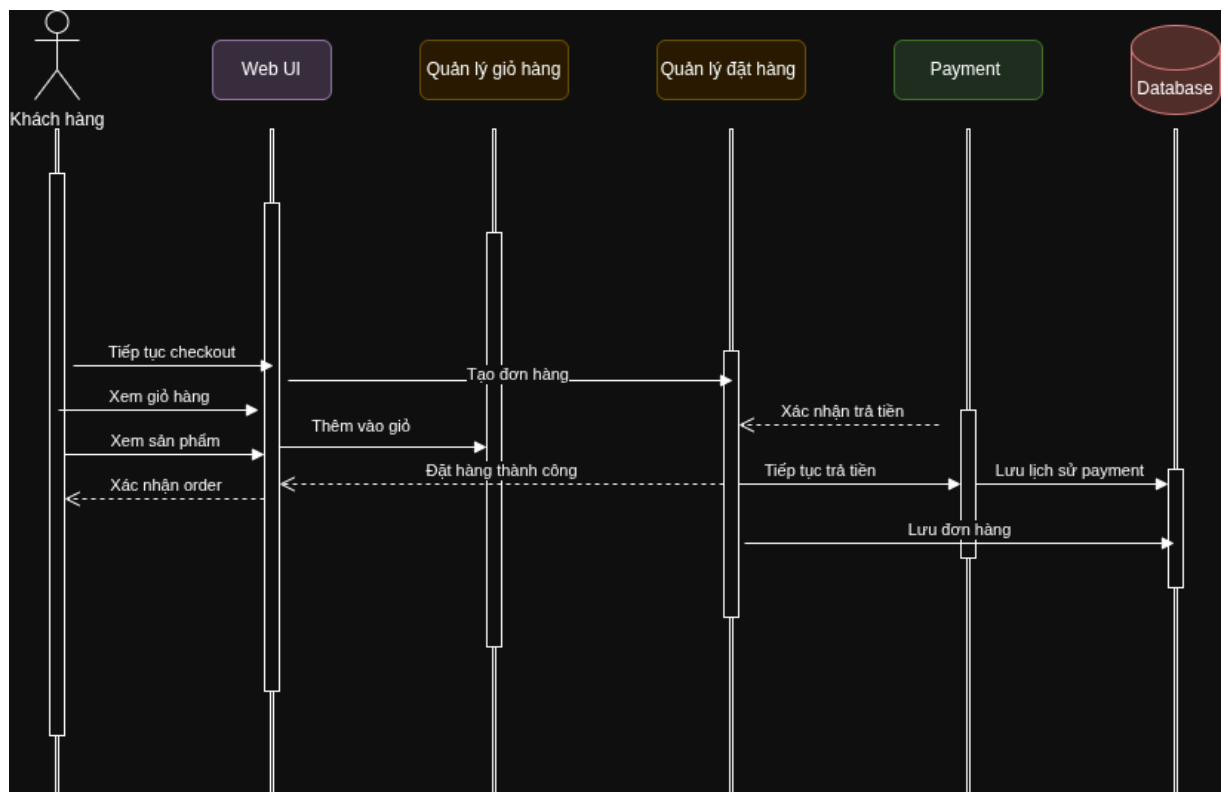 Khách hàng
Web UI
Quản lý giỏ hàng
Quản lý đặt hàng
Payment
Database
Tiếp tục checkout
Tạo đơn hàng
Xem giỏ hàng
Xác nhận trả tiền
Thêm vào giỏ
Xem sản phẩm
Đặt hàng thành công
Tiếp tục trả tiền
Lưu lịch sử payment
Xác nhận order
Lưu đơn hàng